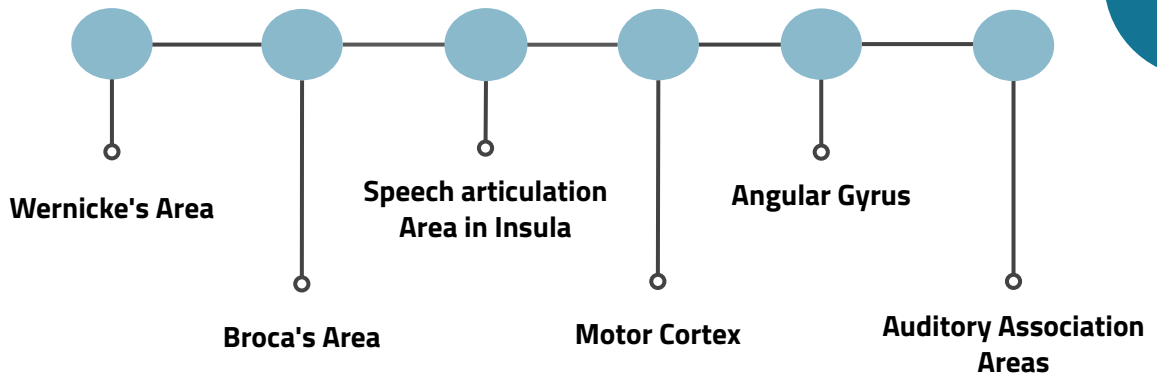 Wernicke's Area
Broca's Area
Speech articulation
Area in Insula
Motor Cortex
Angular Gyrus
Auditory Association
Areas